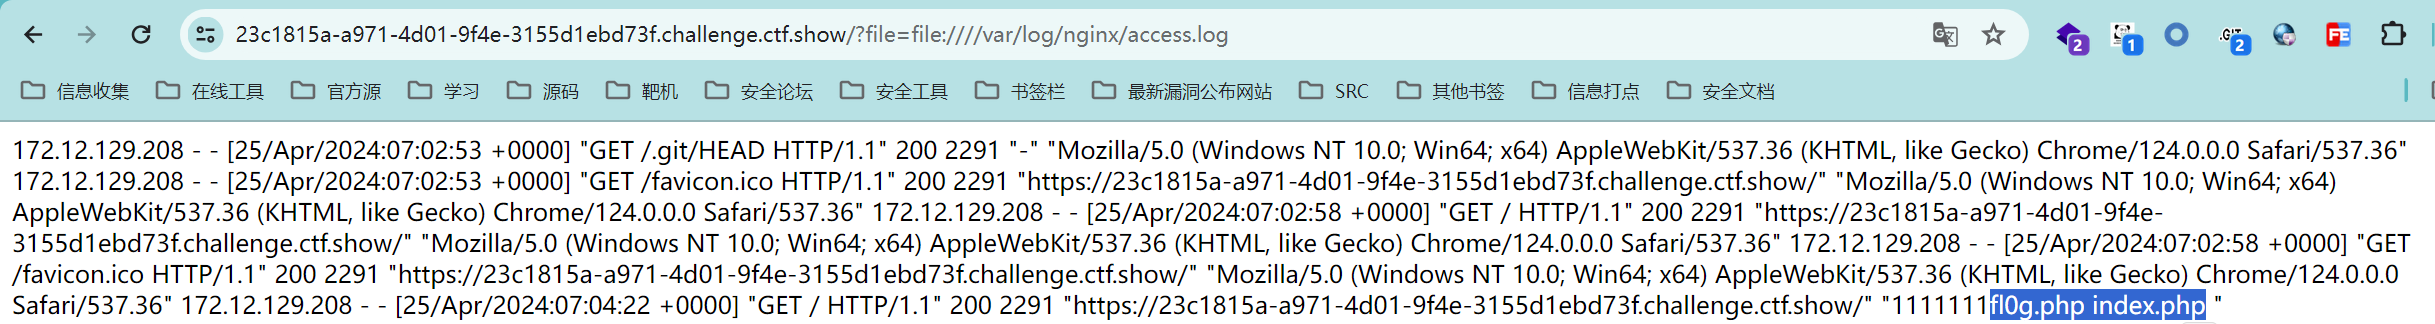 23c1815a-a971-4d01-9f4e-3155d1ebd73f.challenge.ctf.show/?file=file:////var/log/nginx/access.log
2 1 .GIT 2 FE
信息收集 在线工具 官方源 学习 源码 靶机 安全论坛 安全工具 书签栏 最新漏洞公布网站 SRC 其他书签 信息打点 安全文档
172.12.129.208 - - [25/Apr/2024:07:02:53 +0000] "GET /.git/HEAD HTTP/1.1" 200 2291 "-" "Mozilla/5.0 (Windows NT 10.0; Win64; x64) AppleWebKit/537.36 (KHTML, like Gecko) Chrome/124.0.0.0 Safari/537.36"
172.12.129.208 - - [25/Apr/2024:07:02:53 +0000] "GET /favicon.ico HTTP/1.1" 200 2291 "https://23c1815a-a971-4d01-9f4e-3155d1ebd73f.challenge.ctf.show/" "Mozilla/5.0 (Windows NT 10.0; Win64; x64)
AppleWebKit/537.36 (KHTML, like Gecko) Chrome/124.0.0.0 Safari/537.36" 172.12.129.208 - - [25/Apr/2024:07:02:58 +0000] "GET / HTTP/1.1" 200 2291 "https://23c1815a-a971-4d01-9f4e-
3155d1ebd73f.challenge.ctf.show/" "Mozilla/5.0 (Windows NT 10.0; Win64; x64) AppleWebKit/537.36 (KHTML, like Gecko) Chrome/124.0.0.0 Safari/537.36" 172.12.129.208 - - [25/Apr/2024:07:02:58 +0000] "GET
/favicon.ico HTTP/1.1" 200 2291 "https://23c1815a-a971-4d01-9f4e-3155d1ebd73f.challenge.ctf.show/" "Mozilla/5.0 (Windows NT 10.0; Win64; x64) AppleWebKit/537.36 (KHTML, like Gecko) Chrome/124.0.0.0
Safari/537.36" 172.12.129.208 - - [25/Apr/2024:07:04:22 +0000] "GET / HTTP/1.1" 200 2291 "https://23c1815a-a971-4d01-9f4e-3155d1ebd73f.challenge.ctf.show/" "1111111fl0g.php index.php "